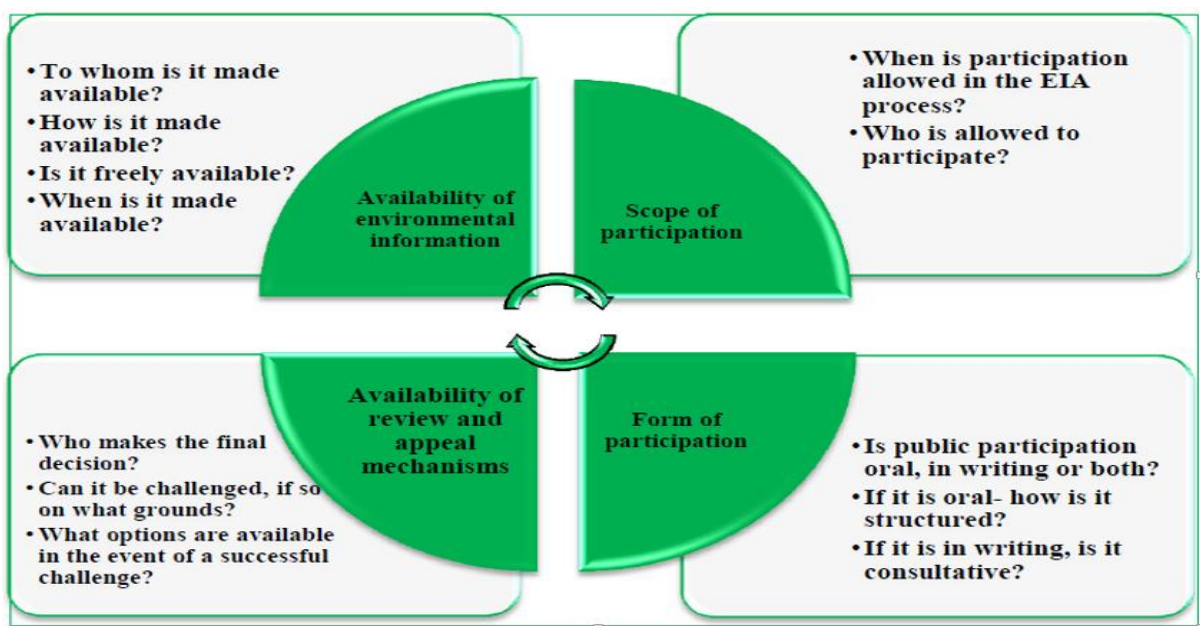 • To whom is it made
available?
• How is it made
available?
• Is it freely available?
• When is it made
available?
Availability of
environmental
information
Scope of
participation
• When is participation
allowed in the EIA
process?
• Who is allowed to
participate?
• Who makes the final
decision?
• Can it be challenged, if so
on what grounds?
• What options are available
in the event of a successful
challenge?
Availability of
review and
appeal
mechanisms
Form of
participation
• Is public participation
oral, in writing or both?
• If it is oral- how is it
structured?
• If it is in writing, is it
consultative?